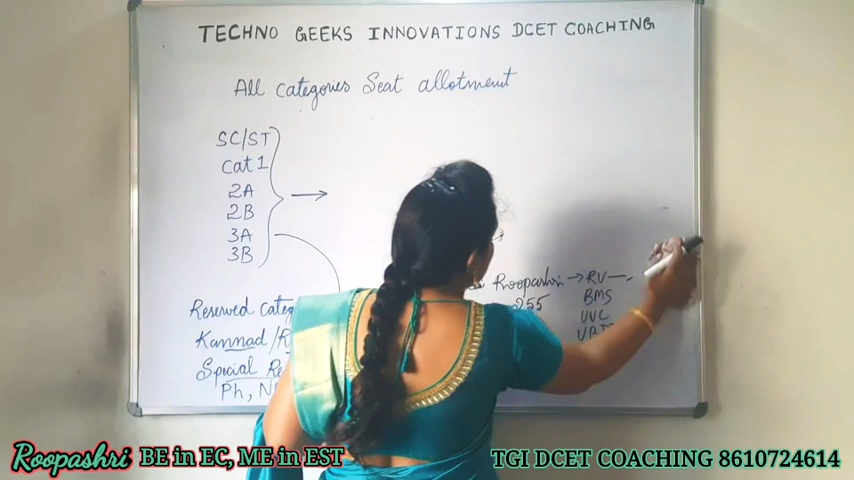 TECHNO GEEKS INNOVATIONS DCET COACHING
All categories Seat allotment
SC/ST
Cat 1
2A
2B
3A
3B
Roopashri → RV
255
BMS
UVC
Reserved
Kannad /R
Special Re
Ph, N
Roopashri BE in EC, ME in EST
TGI DCET COACHING 8610724614